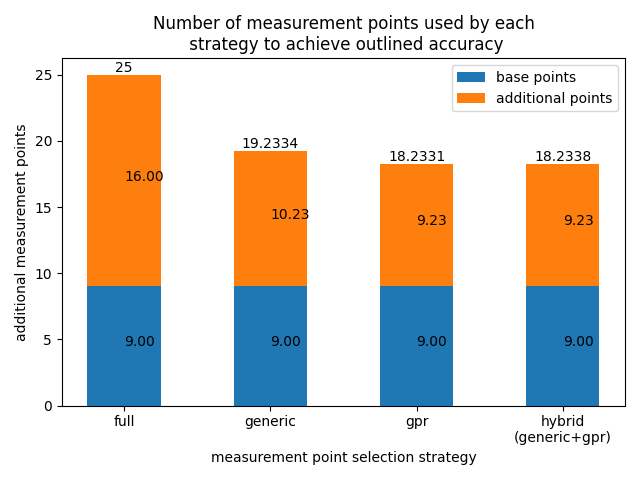 Number of measurement points used by each
strategy to achieve outlined accuracy
base points
additional points
25
19.2334
18.2331
18.2338
16.00
10.23
9.23
9.23
9.00
9.00
9.00
9.00
additional measurement points
25
20
15
10
5
0
full
generic
gpr
hybrid
(generic+gpr)
measurement point selection strategy